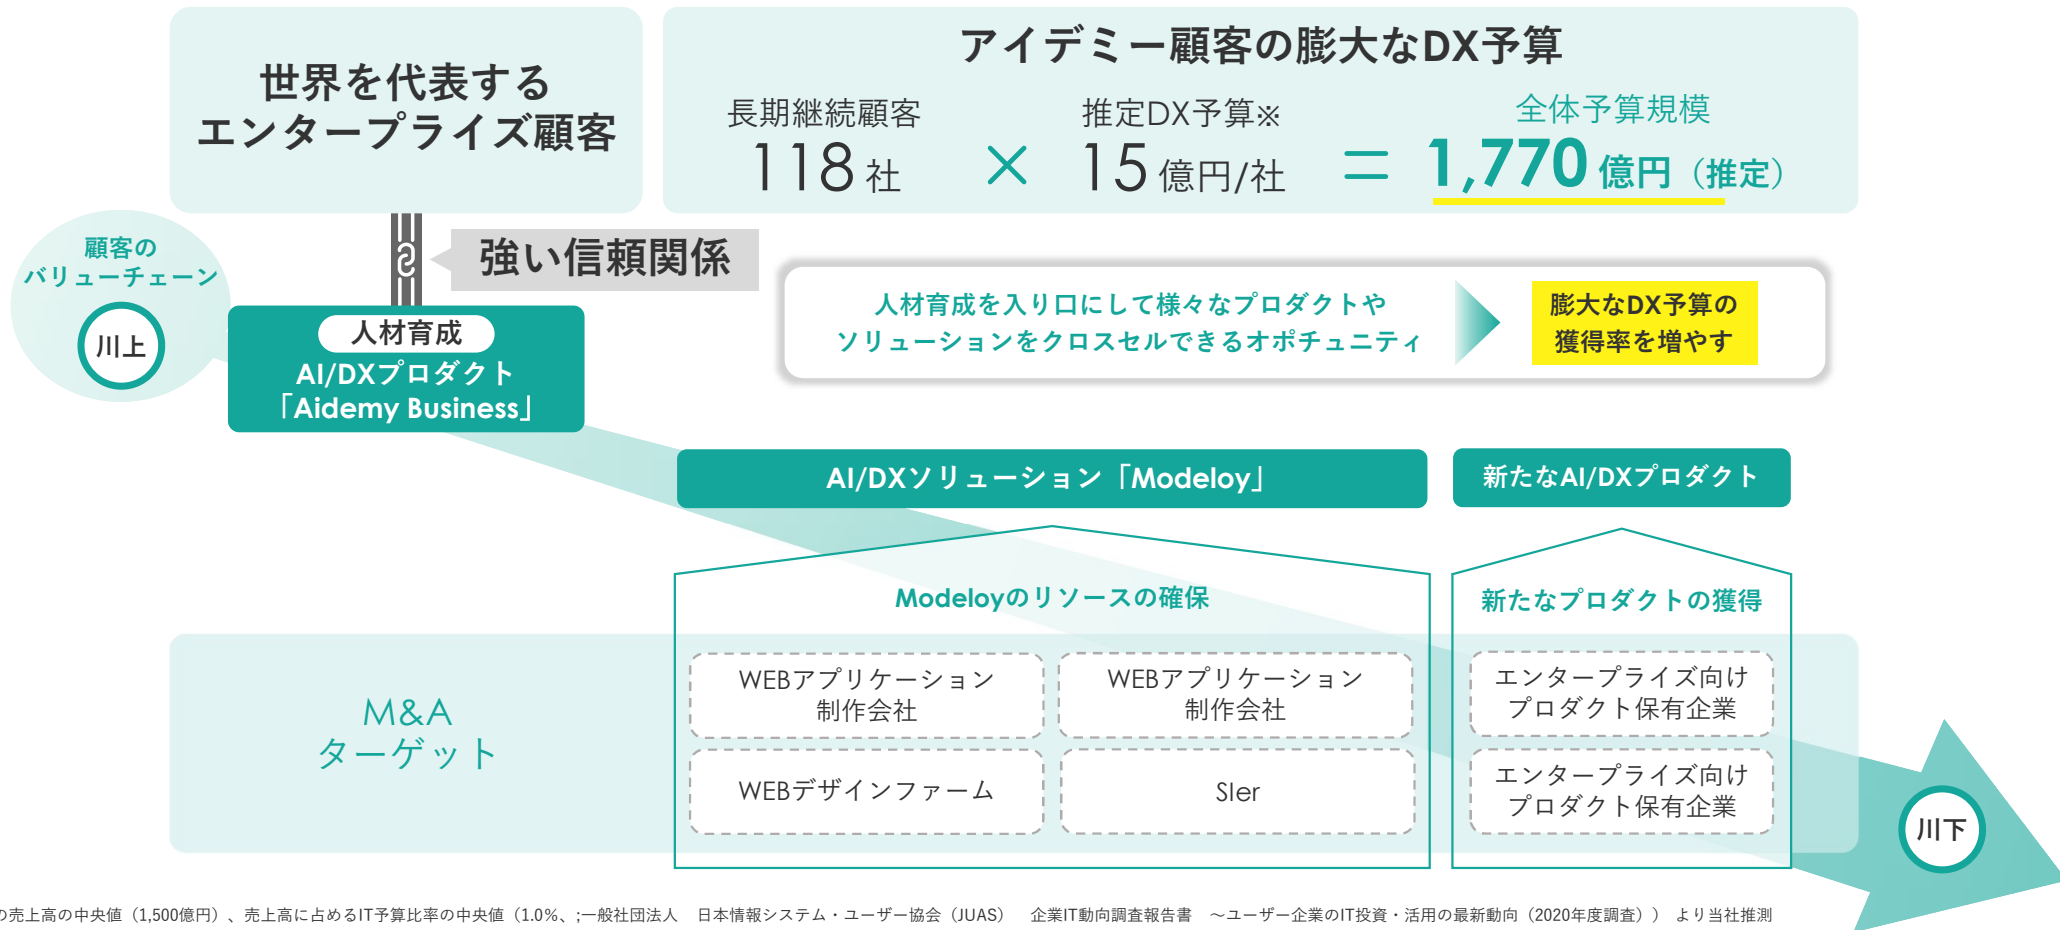 世界を代表する
エンタープライズ顧客
アイデミー顧客の膨大なDX予算
長期継続顧客
118 社
×
推定DX予算※
15 億円/社
=
全体予算規模
1,770 億円（推定）
顧客の
バリューチェーン
川上
強い信頼関係
人材育成
AI/DXプロダクト
「Aidemy Business」
人材育成を入り口にして様々なプロダクトや
ソリューションをクロスセルできるオポチュニティ
膨大なDX予算の
獲得率を増やす
AI/DXソリューション「Modeloy」
新たなAI/DXプロダクト
Modeloyのリソースの確保
新たなプロダクトの獲得
M&A
ターゲット
WEBアプリケーション
制作会社
WEBアプリケーション
制作会社
エンタープライズ向け
プロダクト保有企業
WEBデザインファーム
SIer
エンタープライズ向け
プロダクト保有企業
川下
の売上高の中央値（1,500億円）、売上高に占めるIT予算比率の中央値（1.0%、;一般社団法人　日本情報システム・ユーザー協会（JUAS）　企業IT動向調査報告書　～ユーザー企業のIT投資・活用の最新動向（2020年度調査））　より当社推測